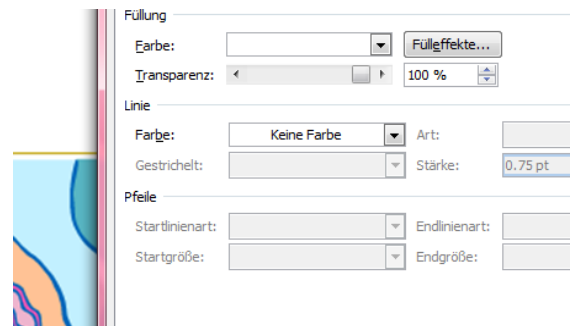 Füllung
Farbe:
Fülleffekte...
Transparenz:
100 %
Linie
Farbe:
Keine Farbe
Art:
Gestrichelt:
Stärke:
0.75 pt
Pfeile
Startlinienart:
Endlinienart:
Startgröße:
Endgröße: